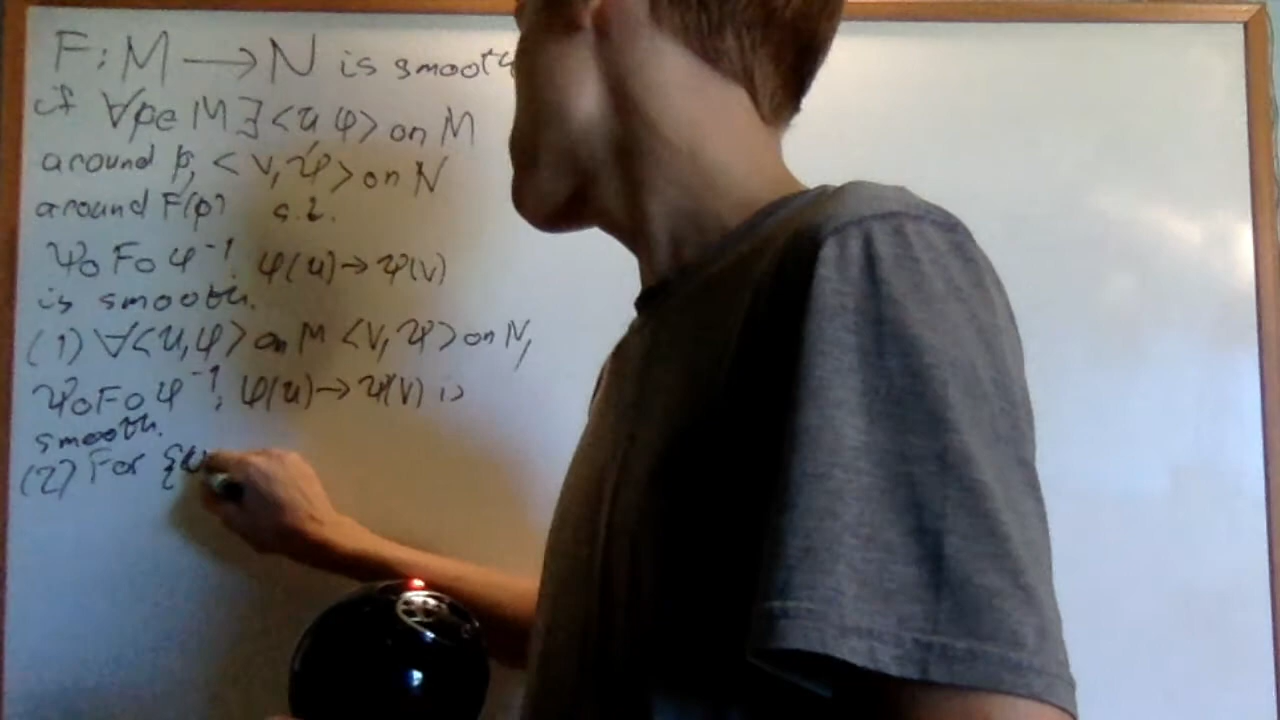 F: M → N is smooth
if ∀p∈M ∃ <U, φ> on M
around p, <V, ψ> on N
around F(p) s.t.
ψ∘F∘φ⁻¹: φ(U) → ψ(V)
is smooth.
(1) ∀<U, φ> on M <V, ψ> on N,
ψ∘F∘φ⁻¹: φ(U) → ψ(V) is
smooth.
(2) For {U